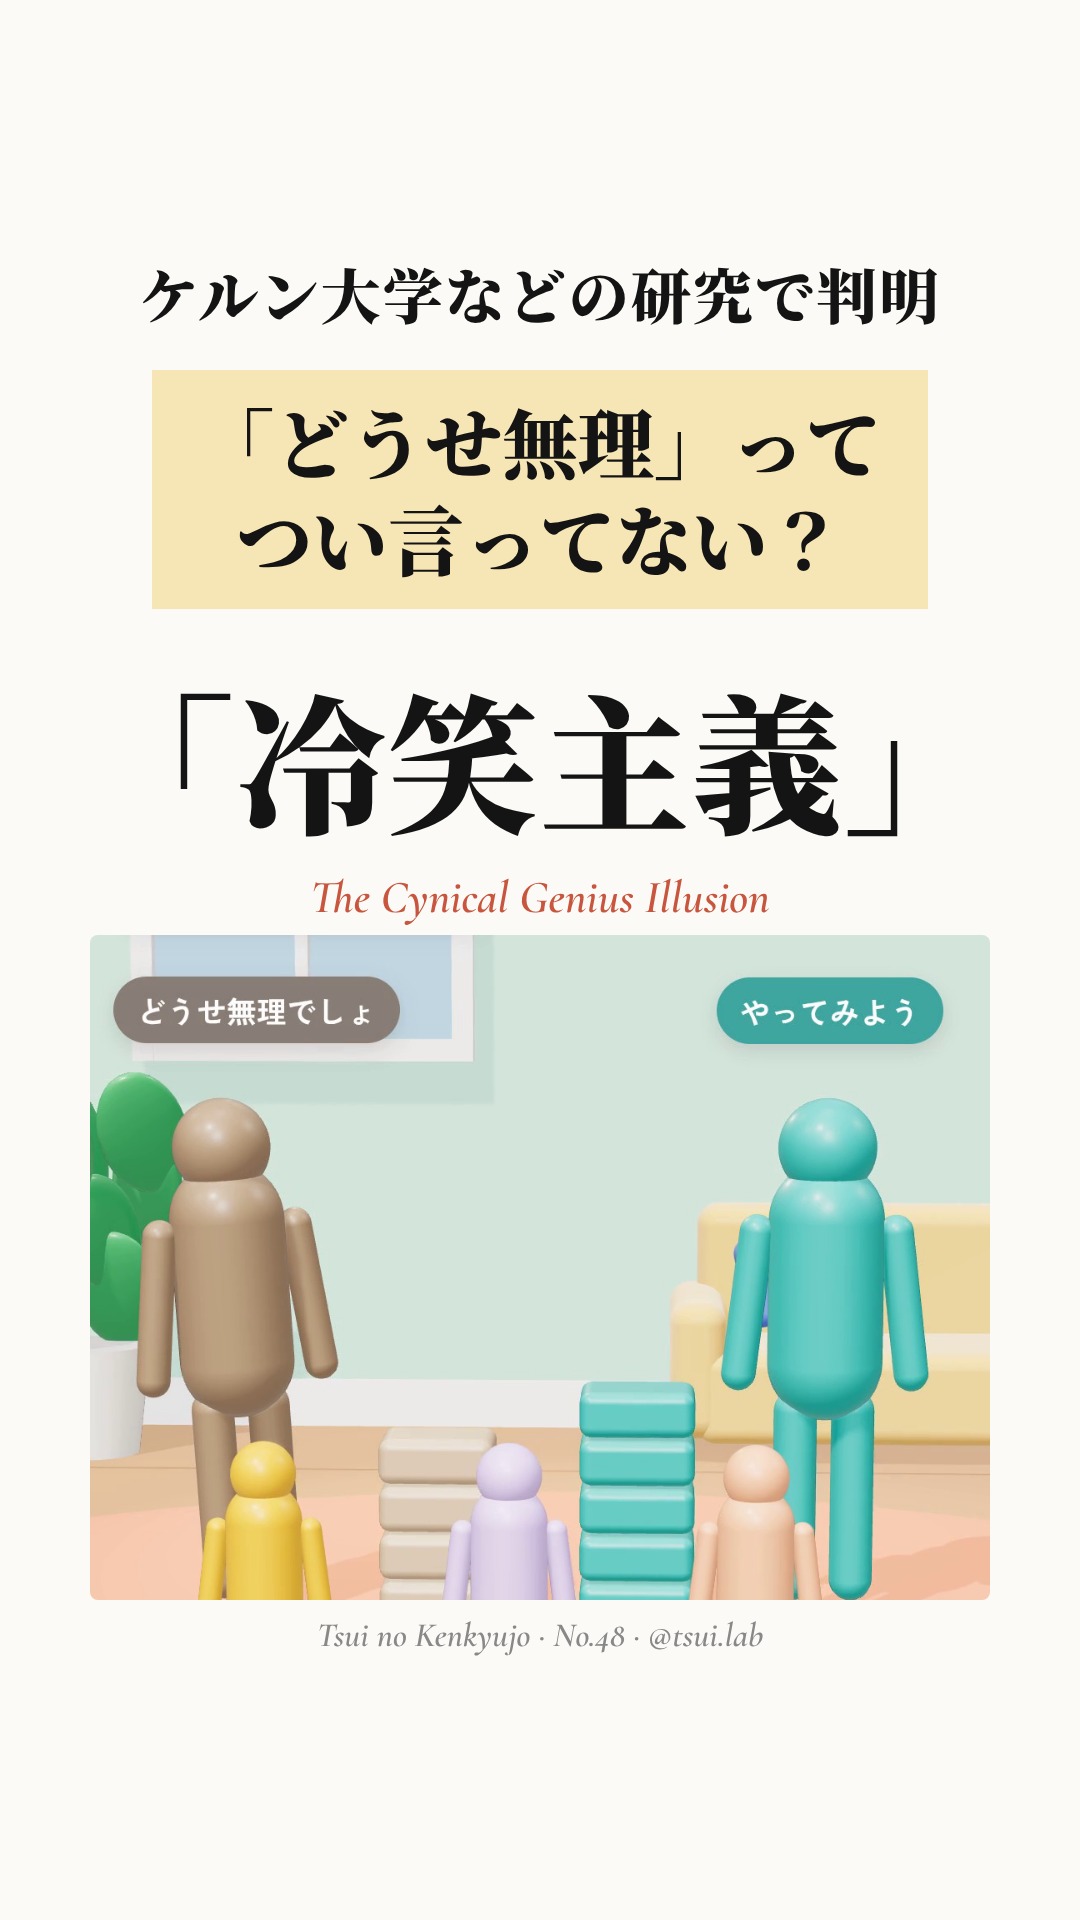 ケルン大学などの研究で判明
「どうせ無理」って
つい言ってない？
「冷笑主義」
The Cynical Genius Illusion
どうせ無理でしょ
やってみよう
Tsui no Kenkyujo · No.48 · @tsui.lab